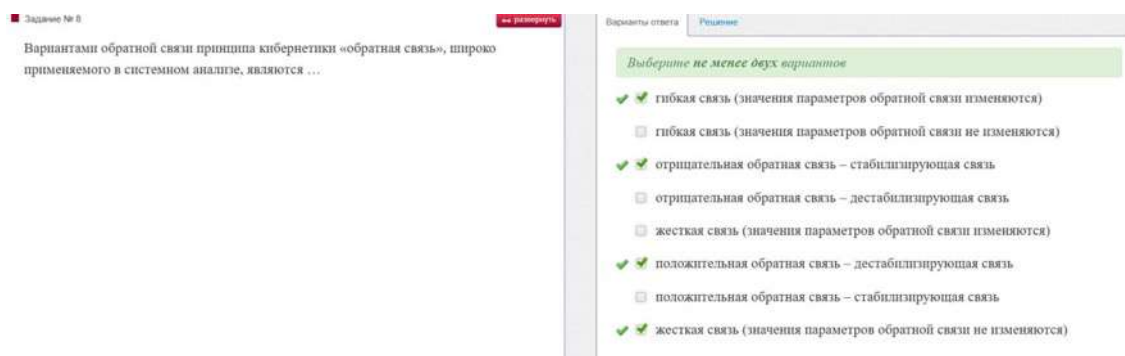 Задание № 8
развернуть
Вариантами обратной связи принципа кибернетики «обратная связь», широко
применяемого в системном анализе, являются …
Варианты ответа
Решение
Выберите не менее двух вариантов
гибкая связь (значения параметров обратной связи изменяются)
гибкая связь (значения параметров обратной связи не изменяются)
отрицательная обратная связь – стабилизирующая связь
отрицательная обратная связь – дестабилизирующая связь
жесткая связь (значения параметров обратной связи изменяются)
положительная обратная связь – дестабилизирующая связь
положительная обратная связь – стабилизирующая связь
жесткая связь (значения параметров обратной связи не изменяются)